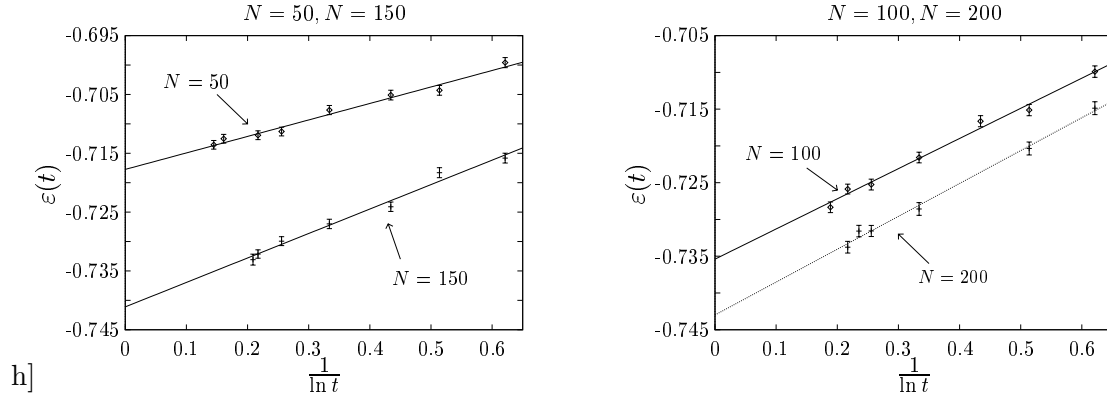 N = 50, N = 150
-0.695
-0.705
-0.715
-0.725
-0.735
-0.745
ε(t)
N = 50
N = 150
0 0.1 0.2 0.3 0.4 0.5 0.6
1
ln t
h]
N = 100, N = 200
-0.705
-0.715
-0.725
-0.735
-0.745
ε(t)
N = 100
N = 200
0 0.1 0.2 0.3 0.4 0.5 0.6
1
ln t